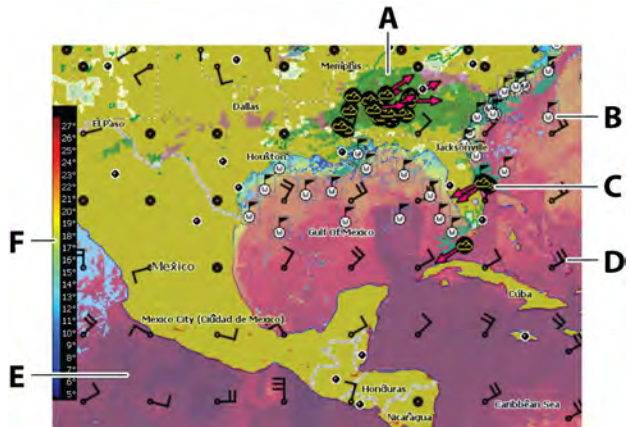 A
Memphis
Dallas
El Paso
B
Jacksonville
Houston
C
Gulf Of Mexico
F
27°
26°
25°
24°
23°
22°
21°
20°
19°
18°
17°
16°
15°
14°
13°
12°
11°
10°
9°
8°
7°
6°
5°
D
Mexico
Cuba
Mexico City (Ciudad de Mexico)
E
Honduras
Caribbean Sea
Nicaragua